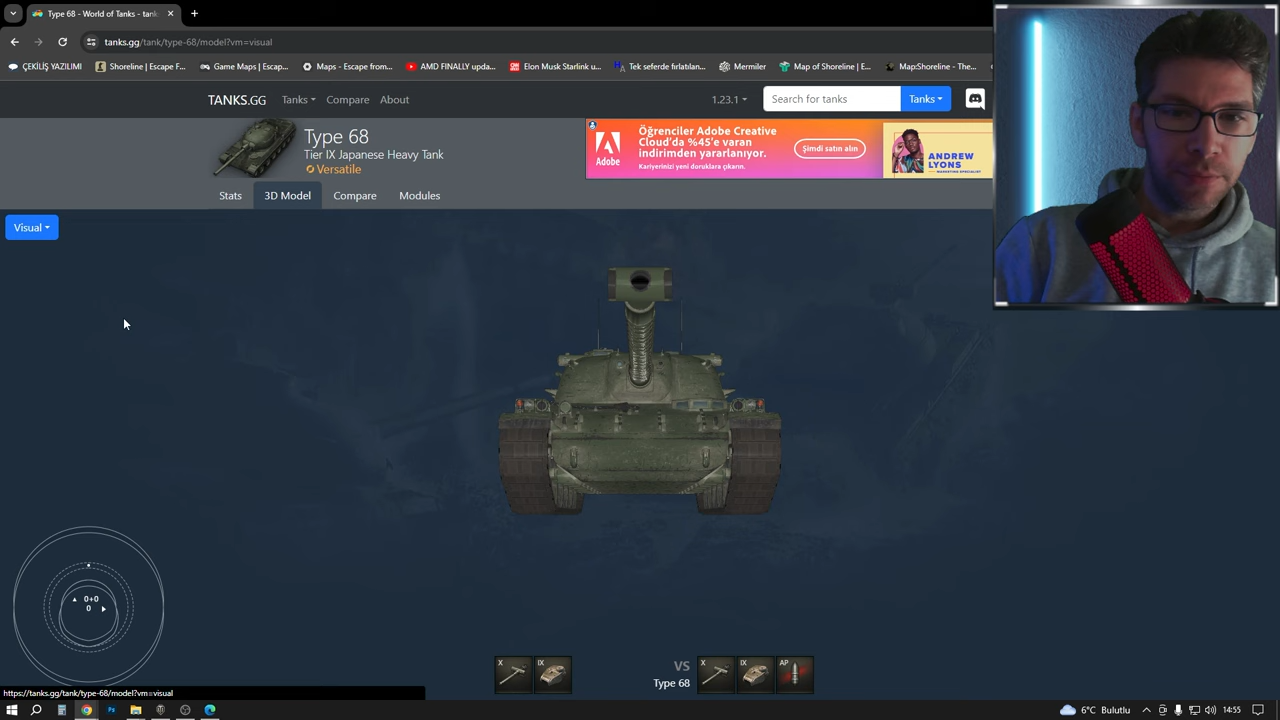 Type 68 - World of Tanks - tank
tanks.gg/tank/type-68/model?vm=visual
ÇEKİLİŞ YAZILIMI
Shoreline | Escape F...
Game Maps | Escap...
Maps - Escape from...
AMD FINALLY upda...
Elon Musk Starlink u...
Tek seferde fırlatılan...
Mermiler
Map of Shoreline | E...
Map:Shoreline - The...
TANKS.GG
Tanks
Compare
About
1.23.1
Search for tanks
Tanks
Type 68
Tier IX Japanese Heavy Tank
Versatile
Adobe
Öğrenciler Adobe Creative
Cloud'da %45'e varan
indirimden yararlanıyor.
Kariyerinizi yeni doruklara çıkarın.
Şimdi satın alın
ANDREW
LYONS
Stats
3D Model
Compare
Modules
Visual
0+0
0
X
IX
VS
Type 68
X
IX
AP
https://tanks.gg/tank/type-68/model?vm=visual
6°C Bulutlu
14:55